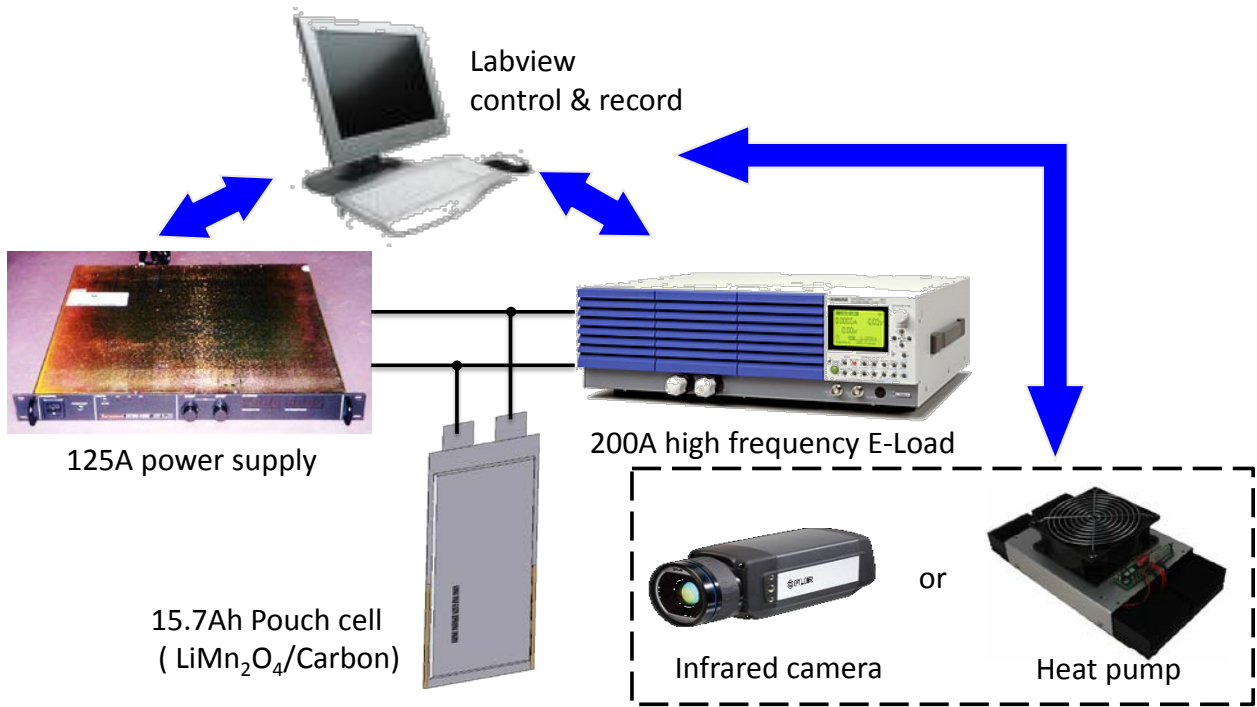 Labview
control & record
125A power supply
200A high frequency E-Load
15.7Ah Pouch cell
( LiMn₂O₄/Carbon)
FLIR
or
Infrared camera
Heat pump